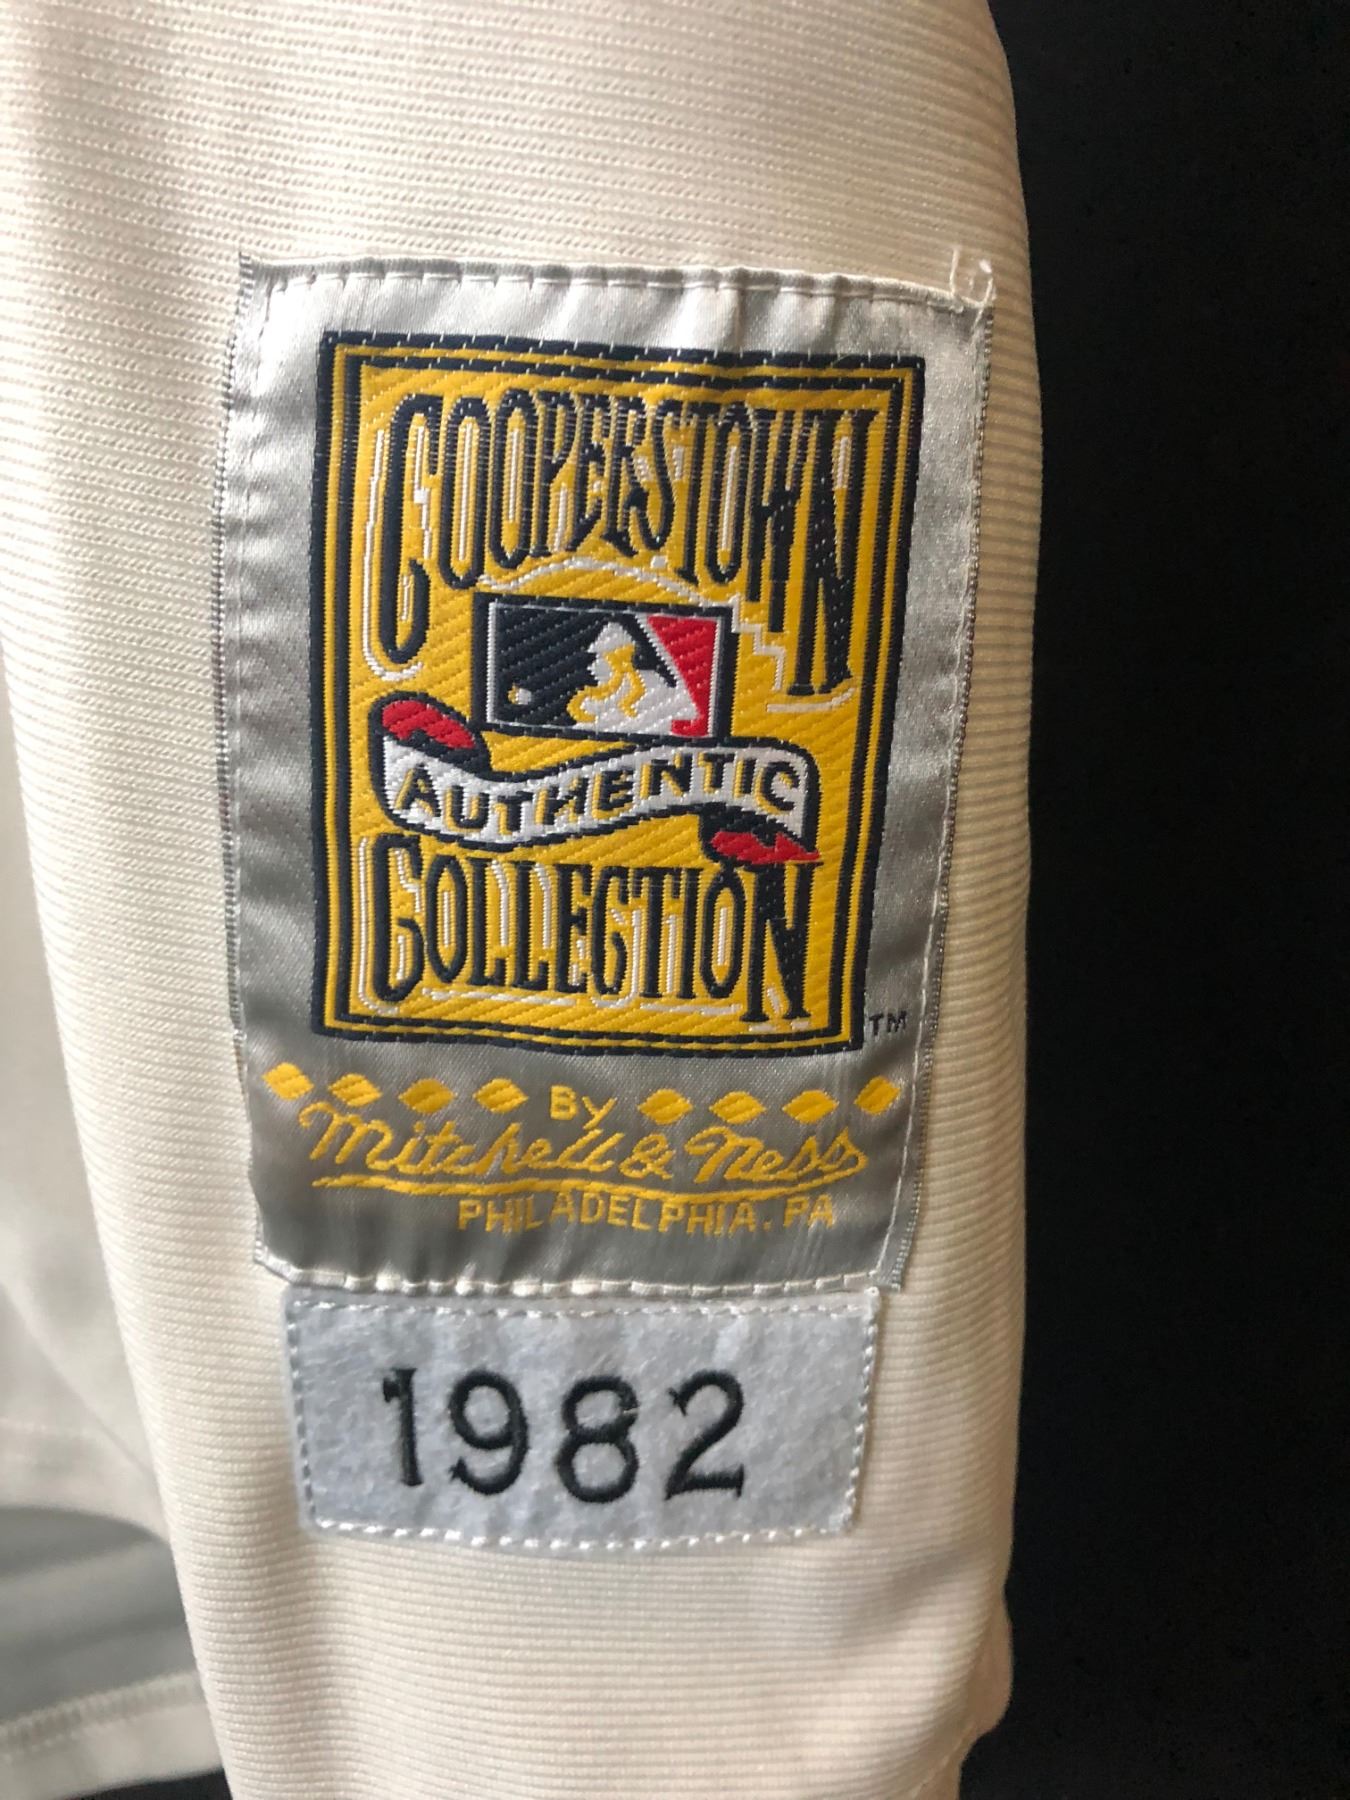 COOPERSTOWN
AUTHENTIC
COLLECTION
TM
BY
Mitchell & Ness
PHILADELPHIA. PA
1982